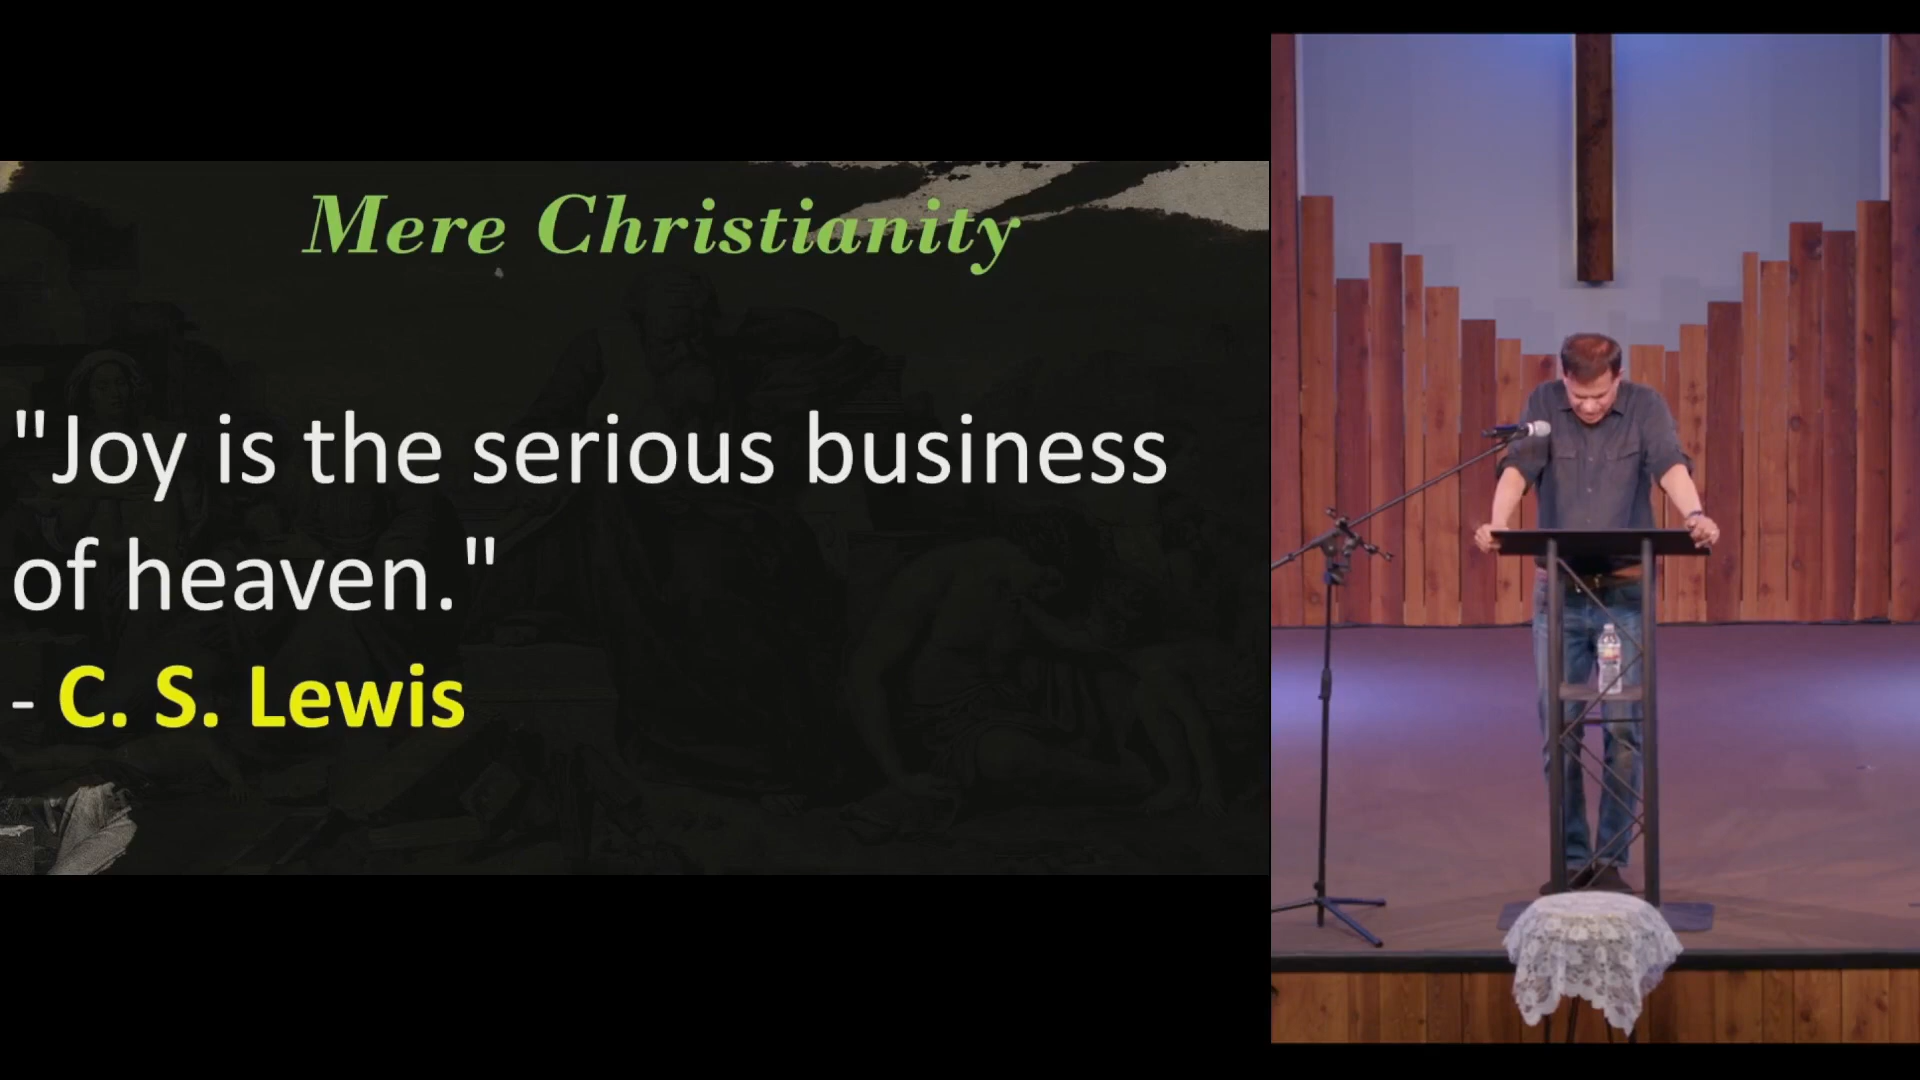 Mere Christianity
"Joy is the serious business
of heaven."
- C. S. Lewis